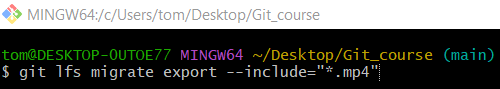 MINGW64:/c/Users/tom/Desktop/Git_course
tom@DESKTOP-OUTOE77 MINGW64 ~/Desktop/Git_course (main)
$ git lfs migrate export --include="*.mp4"